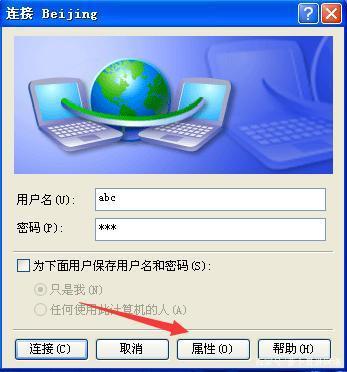 连接 Beijing
用户名(U): abc
密码(P): ***
为下面用户保存用户名和密码(S):
只是我(N)
任何使用此计算机的人(A)
连接(C) 取消 属性(O) 帮助(H)